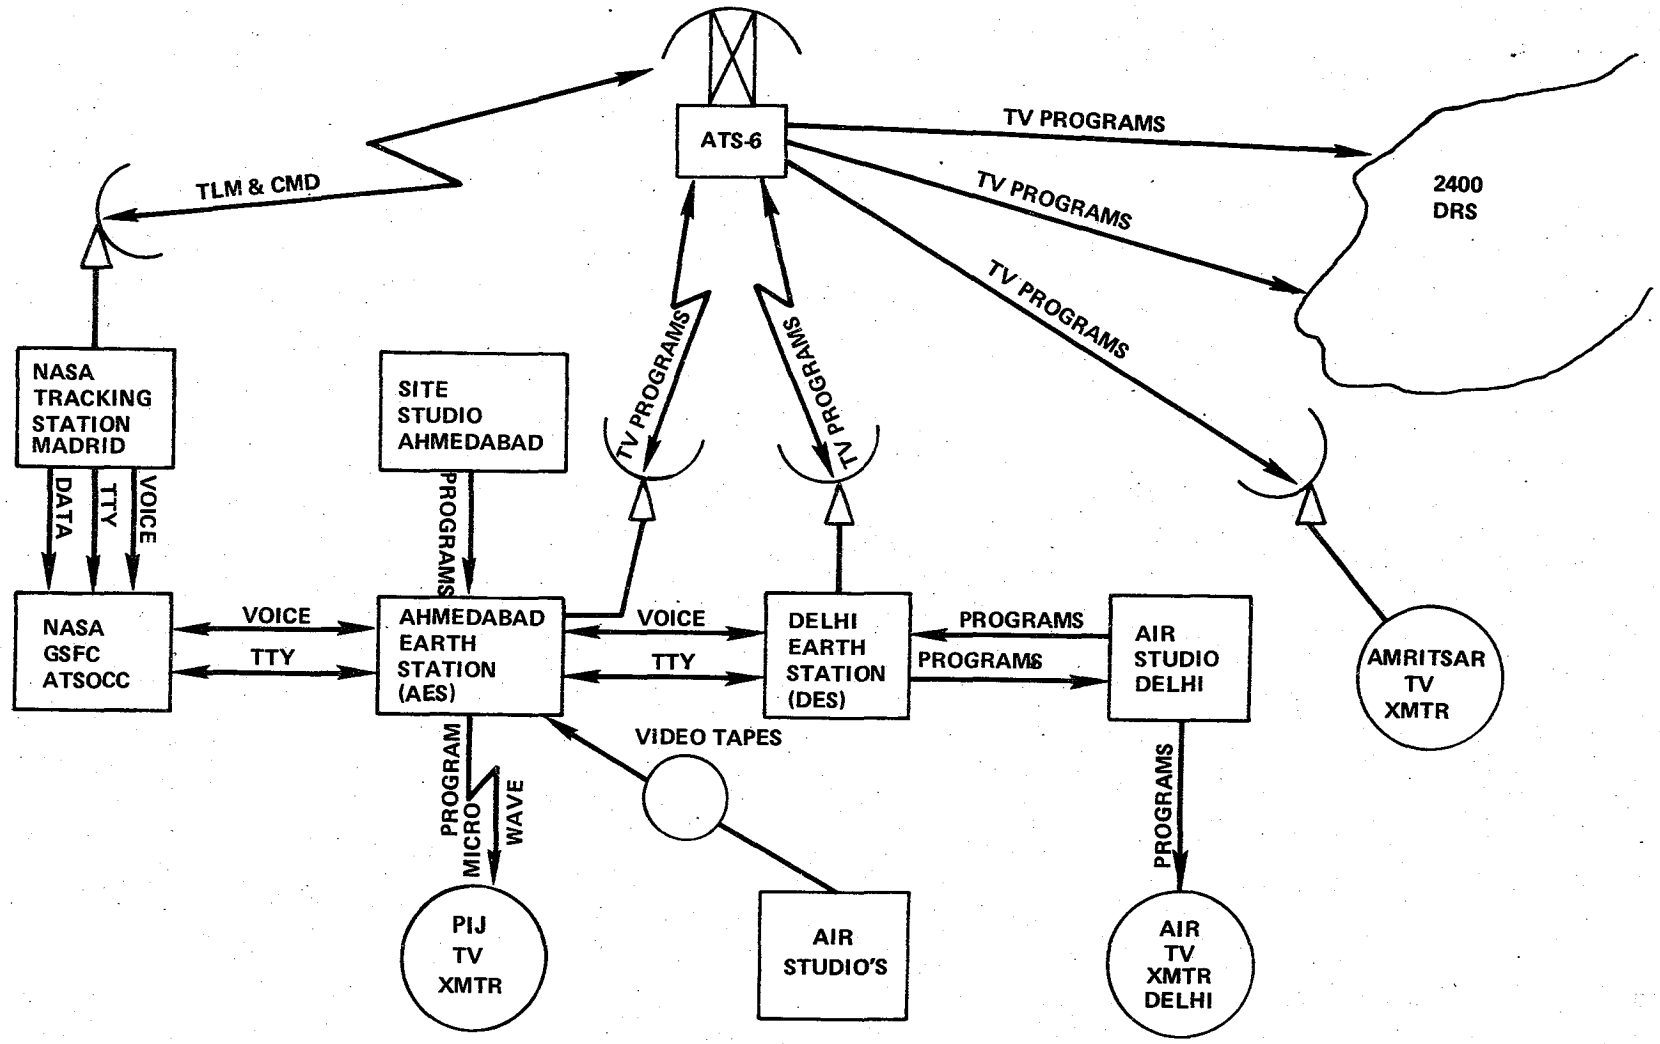 ATS-6
TV PROGRAMS
TV PROGRAMS
TV PROGRAMS
2400
DRS
TLM & CMD
NASA
TRACKING
STATION
MADRID
DATA
TTY
VOICE
SITE
STUDIO
AHMEDABAD
PROGRAMS
TV PROGRAMS
TV PROGRAMS
NASA
GSFC
ATSOCC
VOICE
TTY
AHMEDABAD
EARTH
STATION
(AES)
VOICE
TTY
DELHI
EARTH
STATION
(DES)
PROGRAMS
PROGRAMS
AIR
STUDIO
DELHI
AMRITSAR
TV
XMTR
PROGRAM
MICRO
WAVE
VIDEO TAPES
PROGRAMS
PIJ
TV
XMTR
AIR
STUDIO'S
AIR
TV
XMTR
DELHI